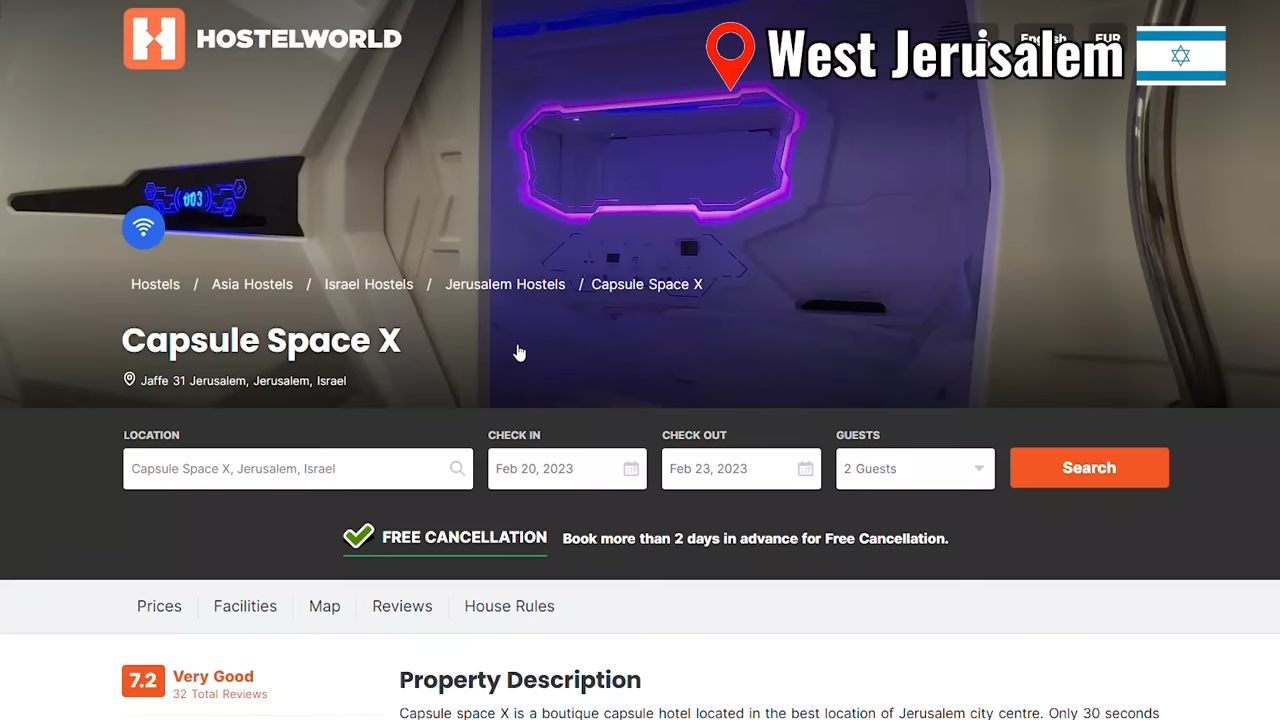 HOSTELWORLD
English
EUR
West Jerusalem
003
Hostels / Asia Hostels / Israel Hostels / Jerusalem Hostels / Capsule Space X
Capsule Space X
Jaffe 31 Jerusalem, Jerusalem, Israel
LOCATION CHECK IN CHECK OUT GUESTS
Capsule Space X, Jerusalem, Israel Feb 20, 2023 Feb 23, 2023 2 Guests Search
FREE CANCELLATION Book more than 2 days in advance for Free Cancellation.
Prices Facilities Map Reviews House Rules
7.2 Very Good
32 Total Reviews
Property Description
Capsule space X is a boutique capsule hotel located in the best location of Jerusalem city centre. Only 30 seconds